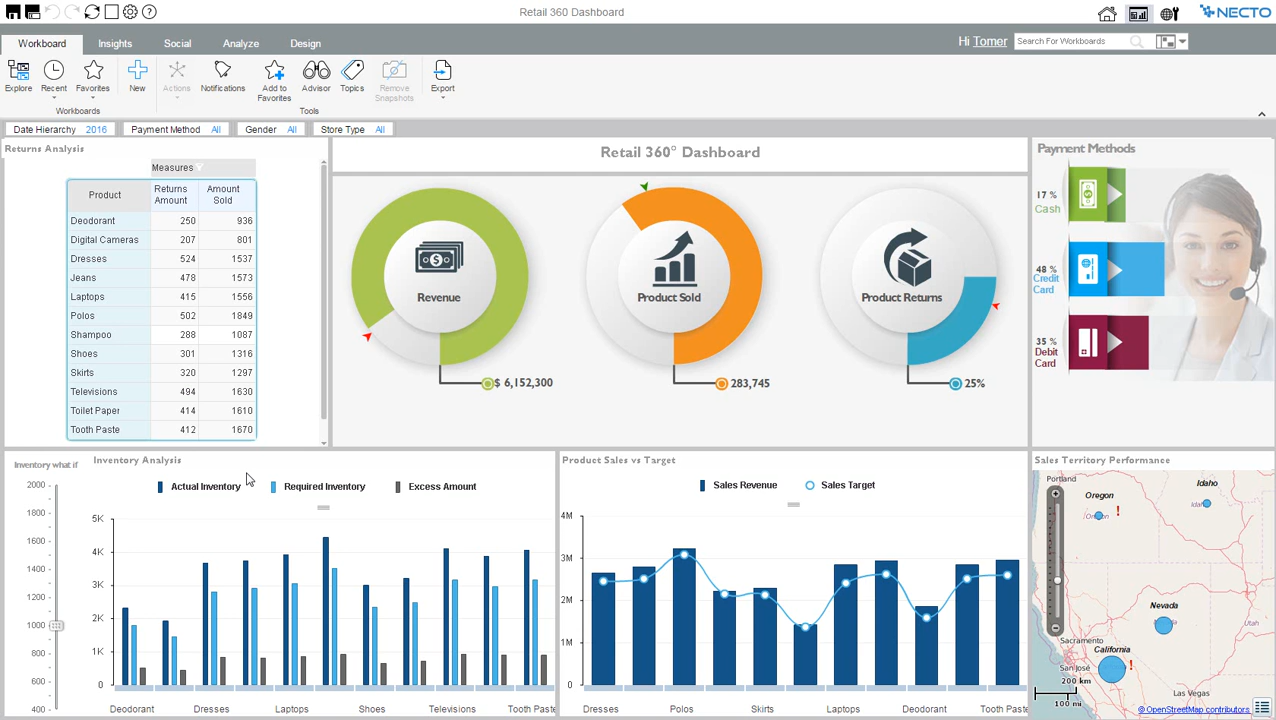 Retail 360 Dashboard
NECTO
Workboard Insights Social Analyze Design
Hi Tomer Search For Workboards
Explore Recent Favorites New Actions Notifications Add to Favorites Advisor Topics Remove Snapshots Export
Workboards Tools
Date Hierarchy 2016 Payment Method All Gender All Store Type All
Returns Analysis
Measures
Product Returns Amount Amount Sold
Deodorant 250 936
Digital Cameras 207 801
Dresses 524 1537
Jeans 478 1573
Laptops 415 1556
Polos 502 1849
Shampoo 288 1087
Shoes 301 1316
Skirts 320 1297
Televisions 494 1630
Toilet Paper 414 1610
Tooth Paste 412 1670
Retail 360° Dashboard
Revenue
$ 6,152,300
Product Sold
283,745
Product Returns
25%
Payment Methods
17 %
Cash
48 %
Credit
Card
35 %
Debit
Card
Inventory what if
2000
1800
1600
1400
1200
1000
800
600
400
Inventory Analysis
Actual Inventory Required Inventory Excess Amount
5K
4K
3K
2K
1K
0
Deodorant Dresses Laptops Shoes Televisions Tooth Past
Product Sales vs Target
Sales Revenue Sales Target
4M
3M
2M
1M
0
Dresses Polos Skirts Laptops Deodorant Tooth Paste
Sales Territory Performance
Portland
Oregon !
Idaho
Nevada
Utah
Sacramento
California !
San José
200 km
100 mi
Las Vegas
© OpenStreetMap contributors